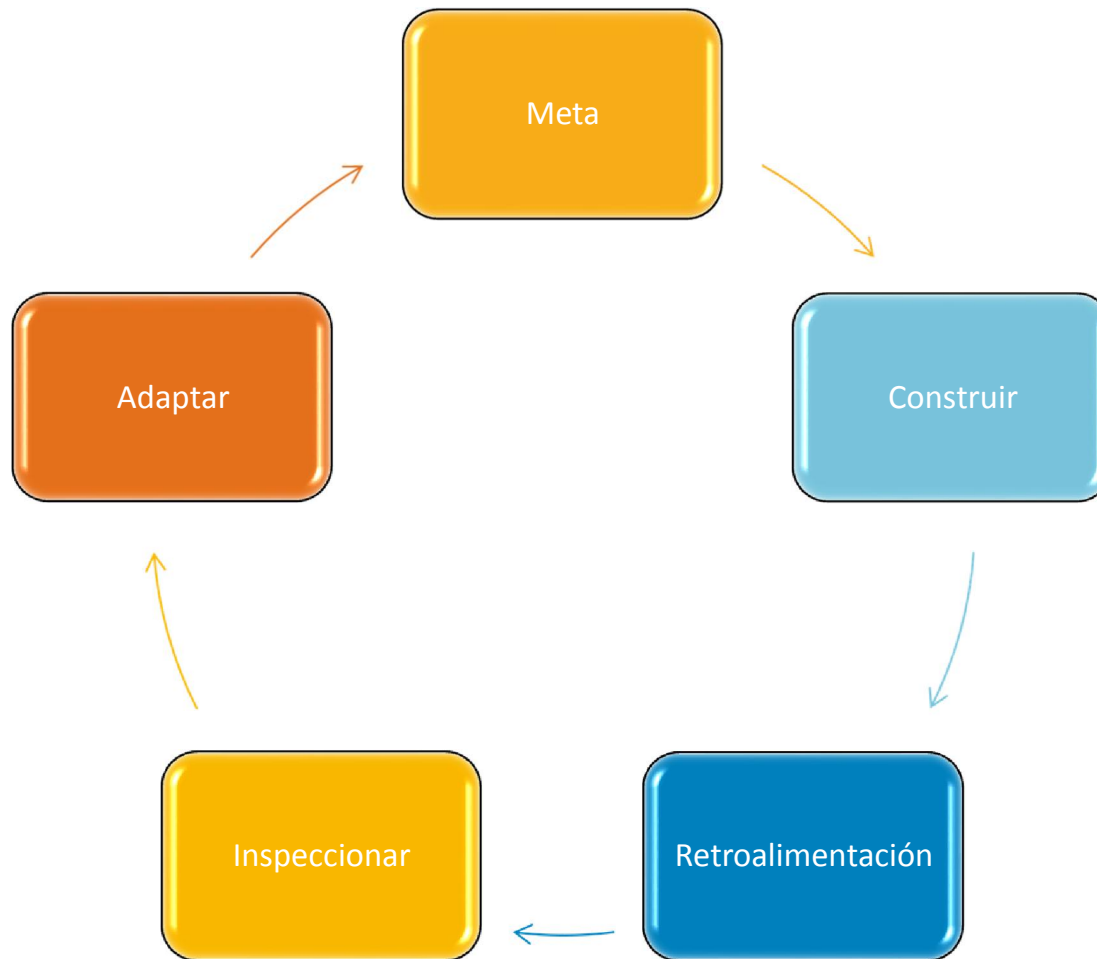 Meta
Construir
Retroalimentación
Inspeccionar
Adaptar